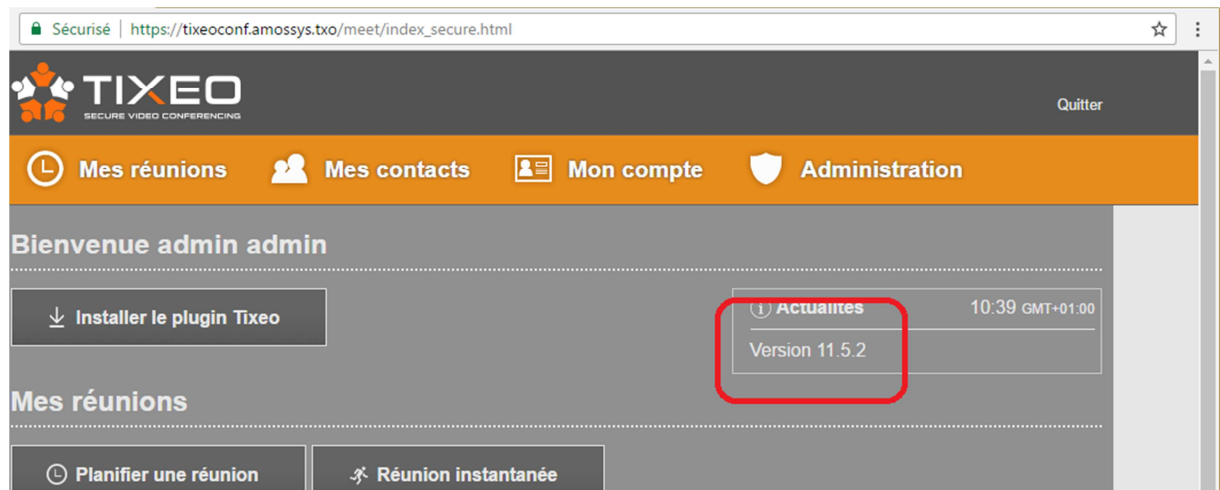 Sécurisé | https://tixeoconf.amossys.txo/meet/index_secure.html
TIXEO
SECURE VIDEO CONFERENCING
Quitter
Mes réunions Mes contacts Mon compte Administration
Bienvenue admin admin
Installer le plugin Tixeo
Actualités 10:39 GMT+01:00
Version 11.5.2
Mes réunions
Planifier une réunion Réunion instantanée